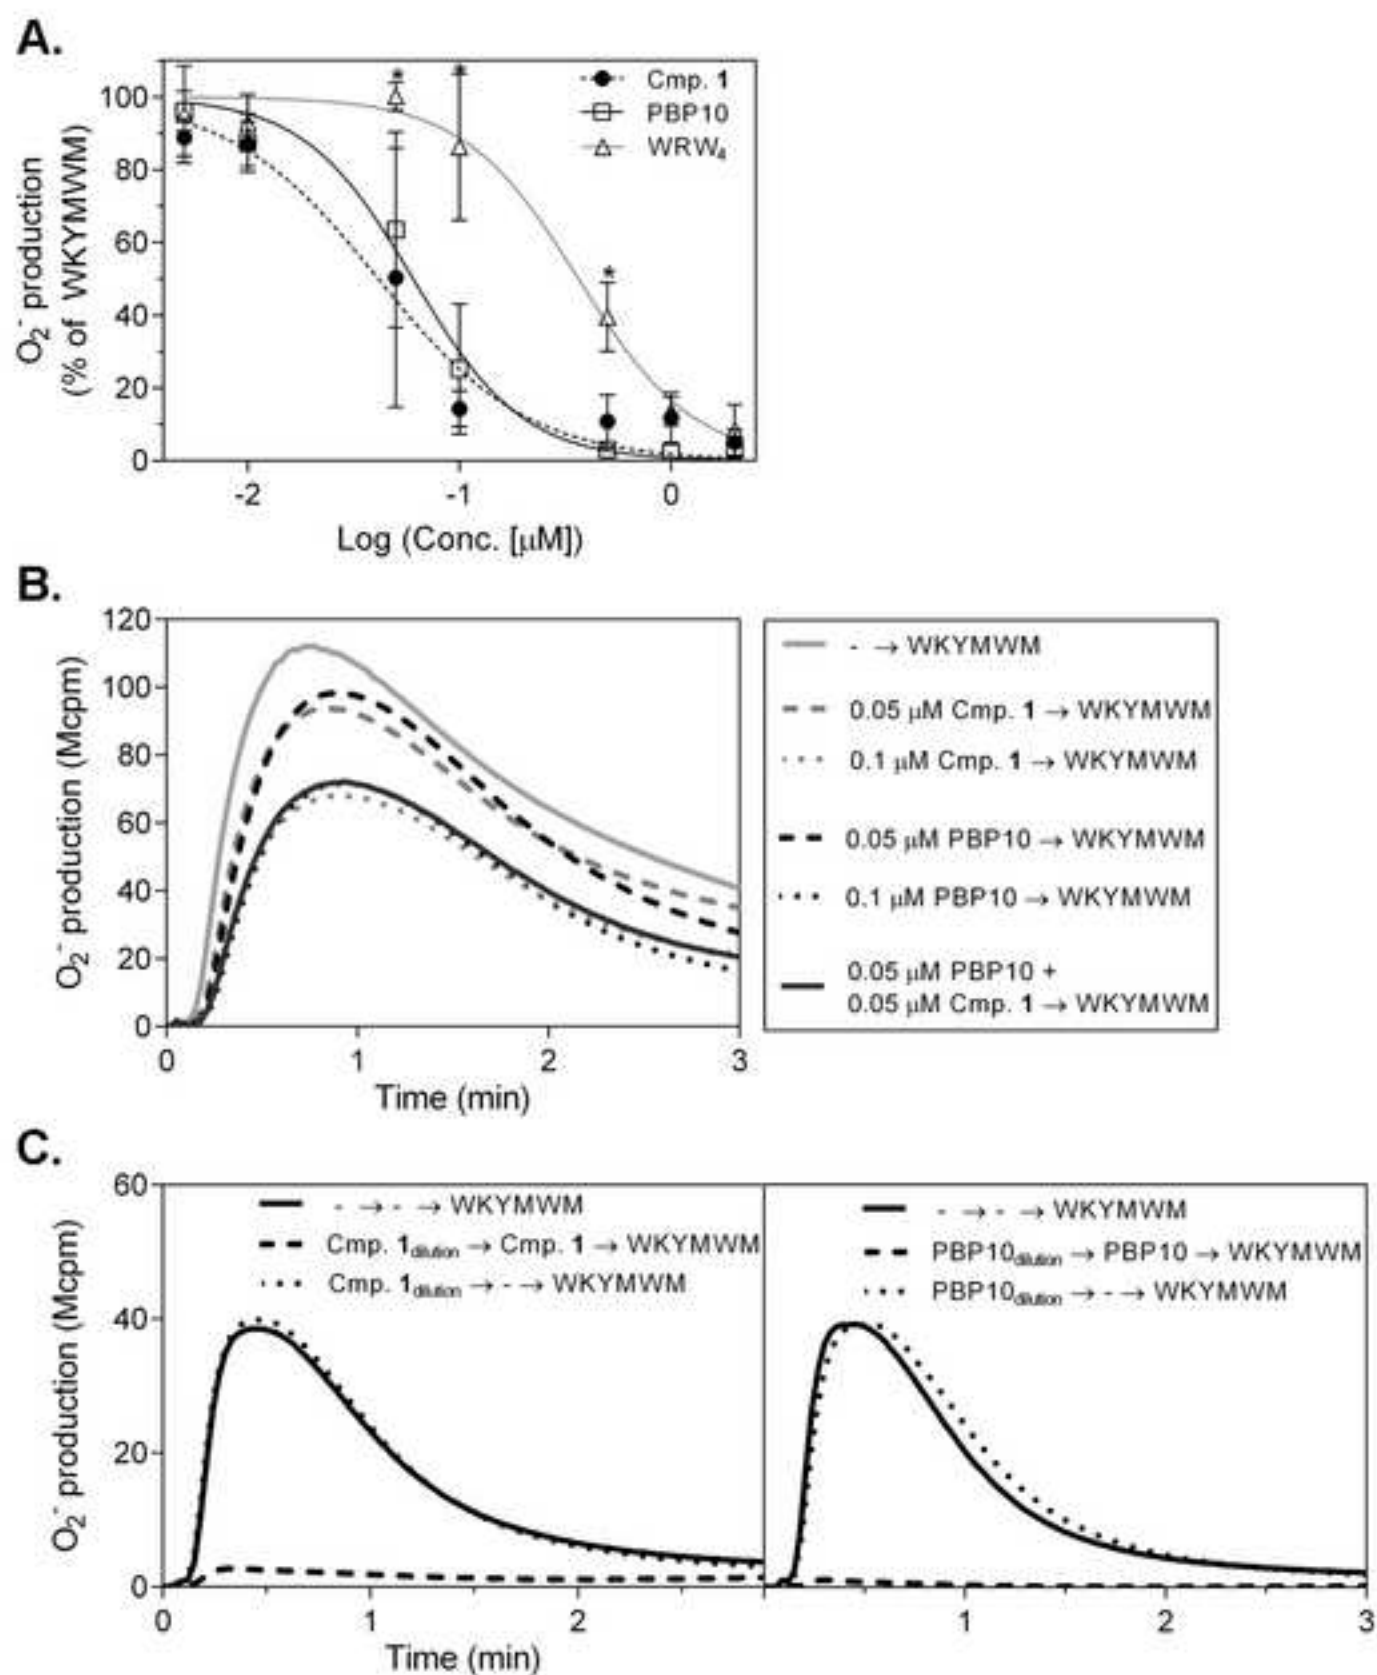 A.
O₂⁻ production
(% of WKYMWM)
100
80
60
40
20
0
* * *
Cmp. 1
PBP10
WRW₄
-2 -1 0
Log (Conc. [μM])
B.
O₂⁻ production (Mcpm)
120
100
80
60
40
20
0
0 1 2 3
Time (min)
- → WKYMWM
0.05 μM Cmp. 1 → WKYMWM
0.1 μM Cmp. 1 → WKYMWM
0.05 μM PBP10 → WKYMWM
0.1 μM PBP10 → WKYMWM
0.05 μM PBP10 +
0.05 μM Cmp. 1 → WKYMWM
C.
O₂⁻ production (Mcpm)
60
40
20
0
- → - → WKYMWM
Cmp. 1dilution → Cmp. 1 → WKYMWM
Cmp. 1dilution → - → WKYMWM
- → - → WKYMWM
PBP10dilution → PBP10 → WKYMWM
PBP10dilution → - → WKYMWM
0 1 2 1 2 3
Time (min)